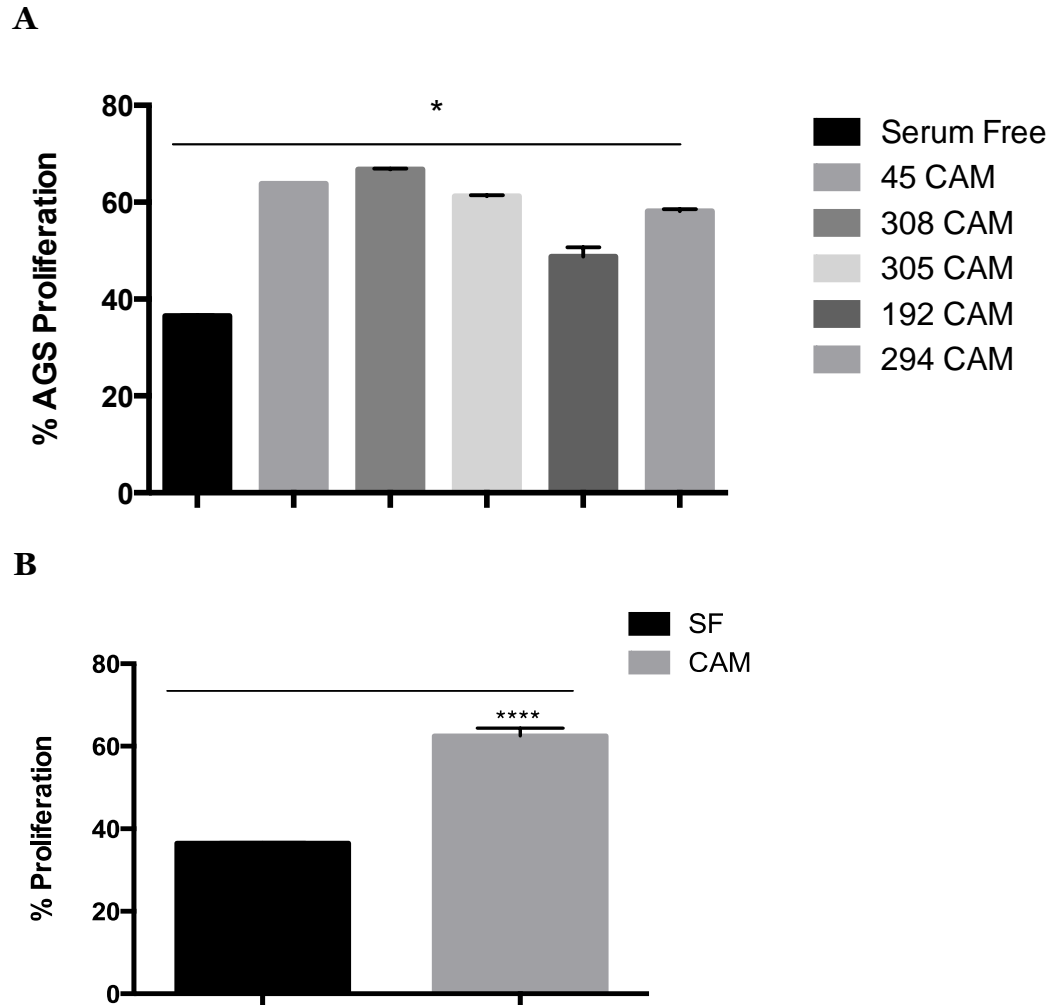 A
*
80
60
40
20
0
% AGS Proliferation
Serum Free
45 CAM
308 CAM
305 CAM
192 CAM
294 CAM
B
SF
CAM
****
80
60
40
20
0
% Proliferation